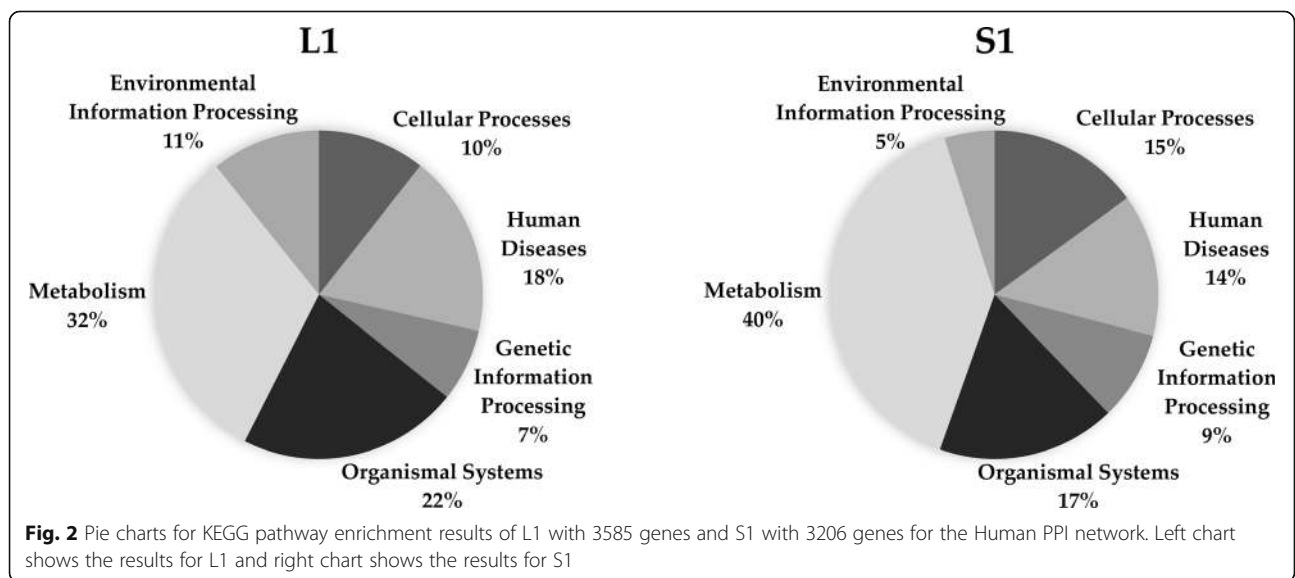 L1
Environmental
Information Processing
11%
Cellular Processes
10%
Human
Diseases
18%
Genetic
Information
Processing
7%
Organismal Systems
22%
Metabolism
32%
S1
Environmental
Information Processing
5%
Cellular Processes
15%
Human
Diseases
14%
Genetic
Information
Processing
9%
Organismal Systems
17%
Metabolism
40%
Fig. 2 Pie charts for KEGG pathway enrichment results of L1 with 3585 genes and S1 with 3206 genes for the Human PPI network. Left chart
shows the results for L1 and right chart shows the results for S1